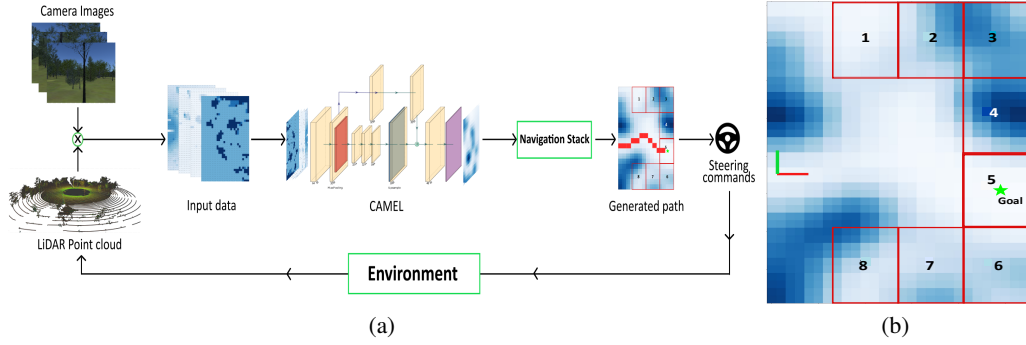 Camera Images
X
LiDAR Point cloud
Input data
CAMEL
Navigation Stack
Generated path
Steering
commands
Environment
(a)
1
2
3
4
5
Goal
8
7
6
(b)